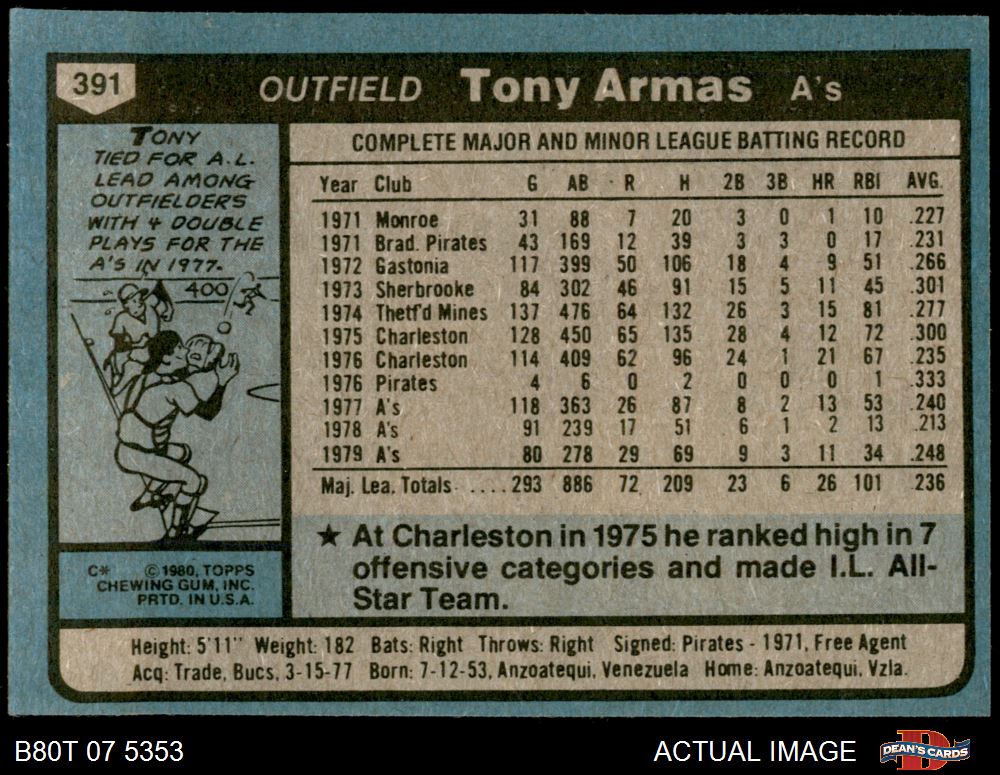 391 OUTFIELD Tony Armas A's
TONY
TIED FOR A.L.
LEAD AMONG
OUTFIELDERS
WITH 4 DOUBLE
PLAYS FOR THE
A'S IN 1977.
400
C* © 1980, TOPPS
CHEWING GUM, INC.
PRTD. IN U.S.A.
COMPLETE MAJOR AND MINOR LEAGUE BATTING RECORD
Year Club G AB R H 2B 3B HR RBI AVG.
1971 Monroe 31 88 7 20 3 0 1 10 .227
1971 Brad. Pirates 43 169 12 39 3 3 0 17 .231
1972 Gastonia 117 399 50 106 18 4 9 51 .266
1973 Sherbrooke 84 302 46 91 15 5 11 45 .301
1974 Thetf'd Mines 137 476 64 132 26 3 15 81 .277
1975 Charleston 128 450 65 135 28 4 12 72 .300
1976 Charleston 114 409 62 96 24 1 21 67 .235
1976 Pirates 4 6 0 2 0 0 0 1 .333
1977 A's 118 363 26 87 8 2 13 53 .240
1978 A's 91 239 17 51 6 1 2 13 .213
1979 A's 80 278 29 69 9 3 11 34 .248
Maj. Lea. Totals ..... 293 886 72 209 23 6 26 101 .236
★ At Charleston in 1975 he ranked high in 7
offensive categories and made I.L. All-
Star Team.
Height: 5'11" Weight: 182 Bats: Right Throws: Right Signed: Pirates - 1971, Free Agent
Acq: Trade, Bucs, 3-15-77 Born: 7-12-53, Anzoatequi, Venezuela Home: Anzoatequi, Vzla.
B80T 07 5353 ACTUAL IMAGE DEAN'S CARDS